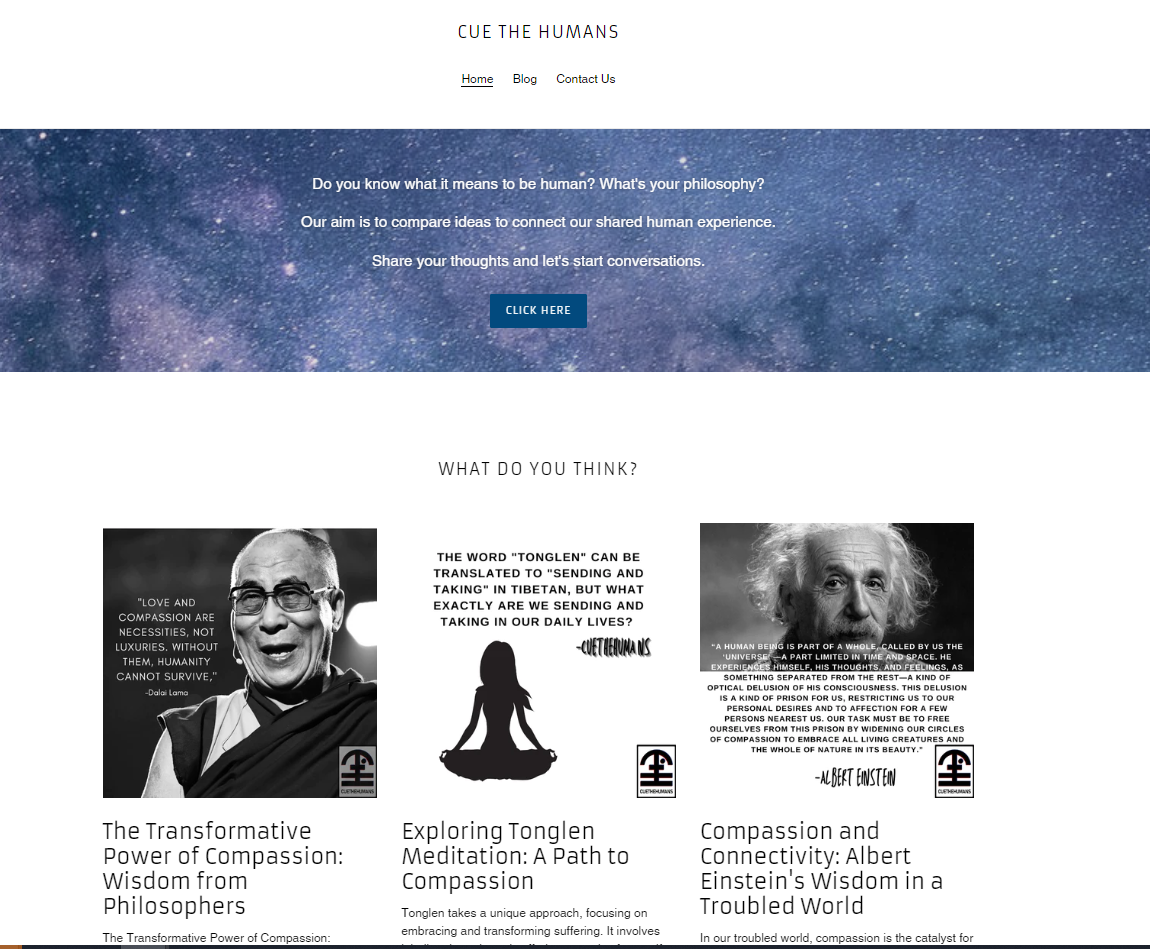 CUE THE HUMANS
Home Blog Contact Us
Do you know what it means to be human? What's your philosophy?
Our aim is to compare ideas to connect our shared human experience.
Share your thoughts and let's start conversations.
CLICK HERE
WHAT DO YOU THINK?
"LOVE AND
COMPASSION ARE
NECESSITIES, NOT
LUXURIES. WITHOUT
THEM, HUMANITY
CANNOT SURVIVE,"
-Dalai Lama
CUETHEHUMANS
The Transformative
Power of Compassion:
Wisdom from
Philosophers
The Transformative Power of Compassion:
THE WORD "TONGLEN" CAN BE
TRANSLATED TO "SENDING AND
TAKING" IN TIBETAN, BUT WHAT
EXACTLY ARE WE SENDING AND
TAKING IN OUR DAILY LIVES?
-CUETHEHUMANS
CUETHEHUMANS
Exploring Tonglen
Meditation: A Path to
Compassion
Tonglen takes a unique approach, focusing on
embracing and transforming suffering. It involves
"A HUMAN BEING IS PART OF A WHOLE, CALLED BY US THE
'UNIVERSE' —A PART LIMITED IN TIME AND SPACE. HE
EXPERIENCES HIMSELF, HIS THOUGHTS, AND FEELINGS, AS
SOMETHING SEPARATED FROM THE REST—A KIND OF
OPTICAL DELUSION OF HIS CONSCIOUSNESS. THIS DELUSION
IS A KIND OF PRISON FOR US, RESTRICTING US TO OUR
PERSONAL DESIRES AND TO AFFECTION FOR A FEW
PERSONS NEAREST US. OUR TASK MUST BE TO FREE
OURSELVES FROM THIS PRISON BY WIDENING OUR CIRCLES
OF COMPASSION TO EMBRACE ALL LIVING CREATURES AND
THE WHOLE OF NATURE IN ITS BEAUTY."
-ALBERT EINSTEIN
CUETHEHUMANS
Compassion and
Connectivity: Albert
Einstein's Wisdom in a
Troubled World
In our troubled world, compassion is the catalyst for